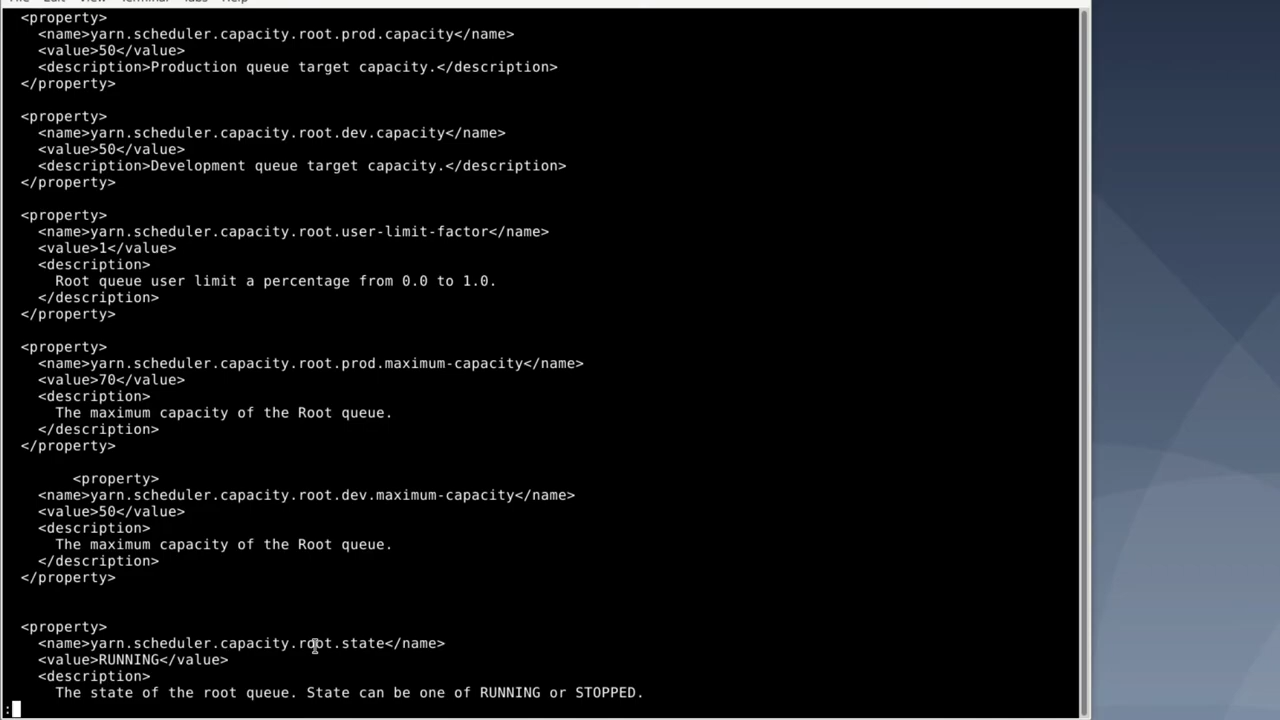 File Edit View Terminal Tabs Help
<property>
<name>yarn.scheduler.capacity.root.prod.capacity</name>
<value>50</value>
<description>Production queue target capacity.</description>
</property>
<property>
<name>yarn.scheduler.capacity.root.dev.capacity</name>
<value>50</value>
<description>Development queue target capacity.</description>
</property>
<property>
<name>yarn.scheduler.capacity.root.user-limit-factor</name>
<value>1</value>
<description>
Root queue user limit a percentage from 0.0 to 1.0.
</description>
</property>
<property>
<name>yarn.scheduler.capacity.root.prod.maximum-capacity</name>
<value>70</value>
<description>
The maximum capacity of the Root queue.
</description>
</property>
<property>
<name>yarn.scheduler.capacity.root.dev.maximum-capacity</name>
<value>50</value>
<description>
The maximum capacity of the Root queue.
</description>
</property>
<property>
<name>yarn.scheduler.capacity.root.state</name>
<value>RUNNING</value>
<description>
The state of the root queue. State can be one of RUNNING or STOPPED.
: